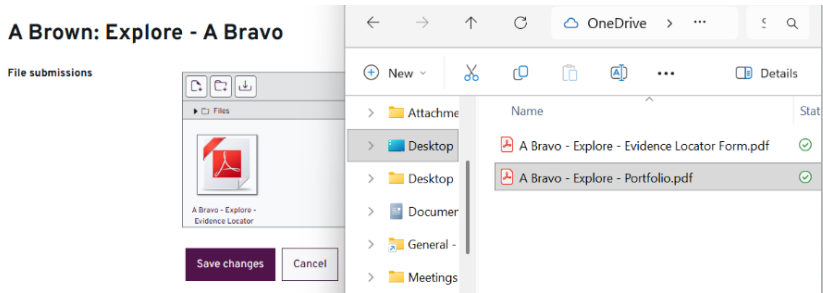 A Brown: Explore - A Bravo
File submissions
Files
A Bravo - Explore -
Evidence Locator
Save changes
Cancel
OneDrive
New
Details
Attachme
Desktop
Desktop
Documer
General -
Meetings
Name
Stat
A Bravo - Explore - Evidence Locator Form.pdf
A Bravo - Explore - Portfolio.pdf